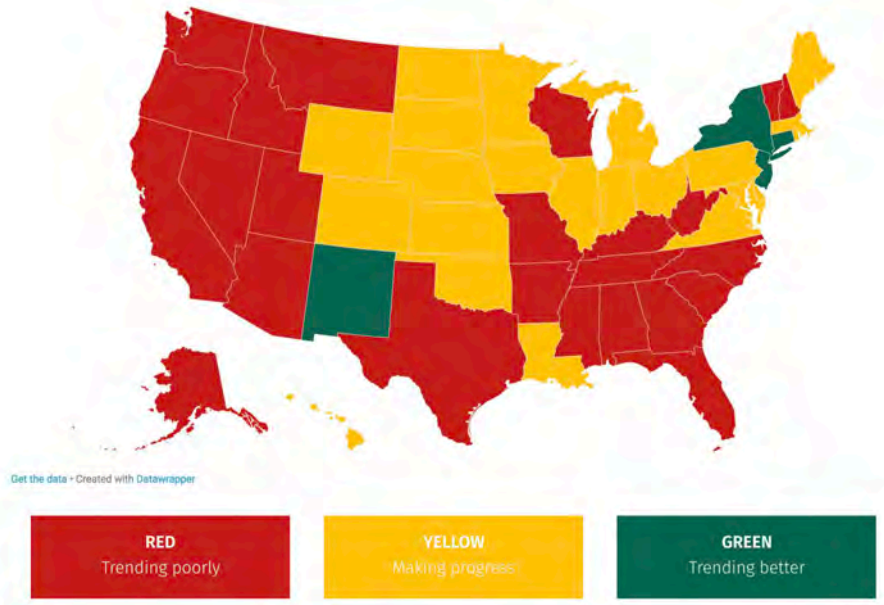 Get the data • Created with Datawrapper
RED
Trending poorly
YELLOW
Making progress
GREEN
Trending better